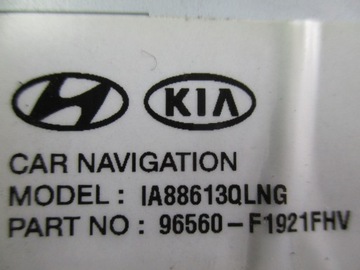 KIA
CAR NAVIGATION
MODEL : IA88613QLNG
PART NO : 96560-F1921FHV